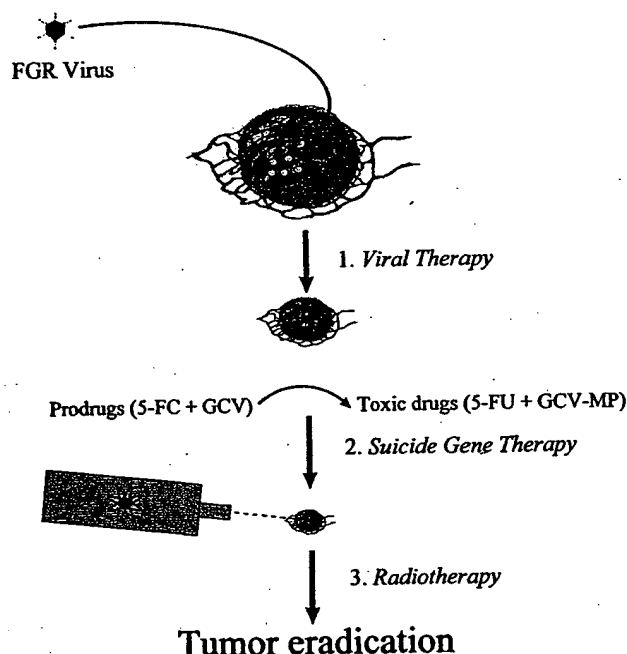 FGR Virus
1. Viral Therapy
Prodrugs (5-FC + GCV) Toxic drugs (5-FU + GCV-MP)
2. Suicide Gene Therapy
3. Radiotherapy
Tumor eradication